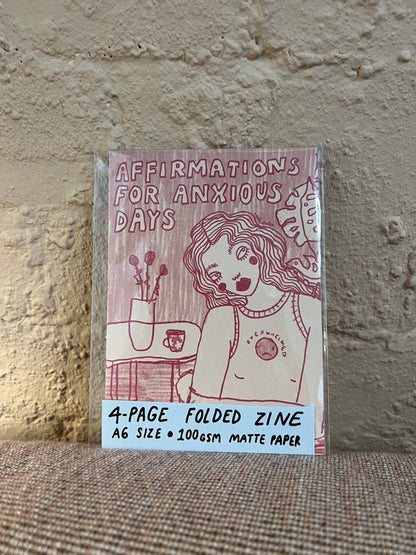 AFFIRMATIONS
FOR ANXIOUS
DAYS
OVERWHELMED
4-PAGE FOLDED ZINE
A6 SIZE • 100GSM MATTE PAPER